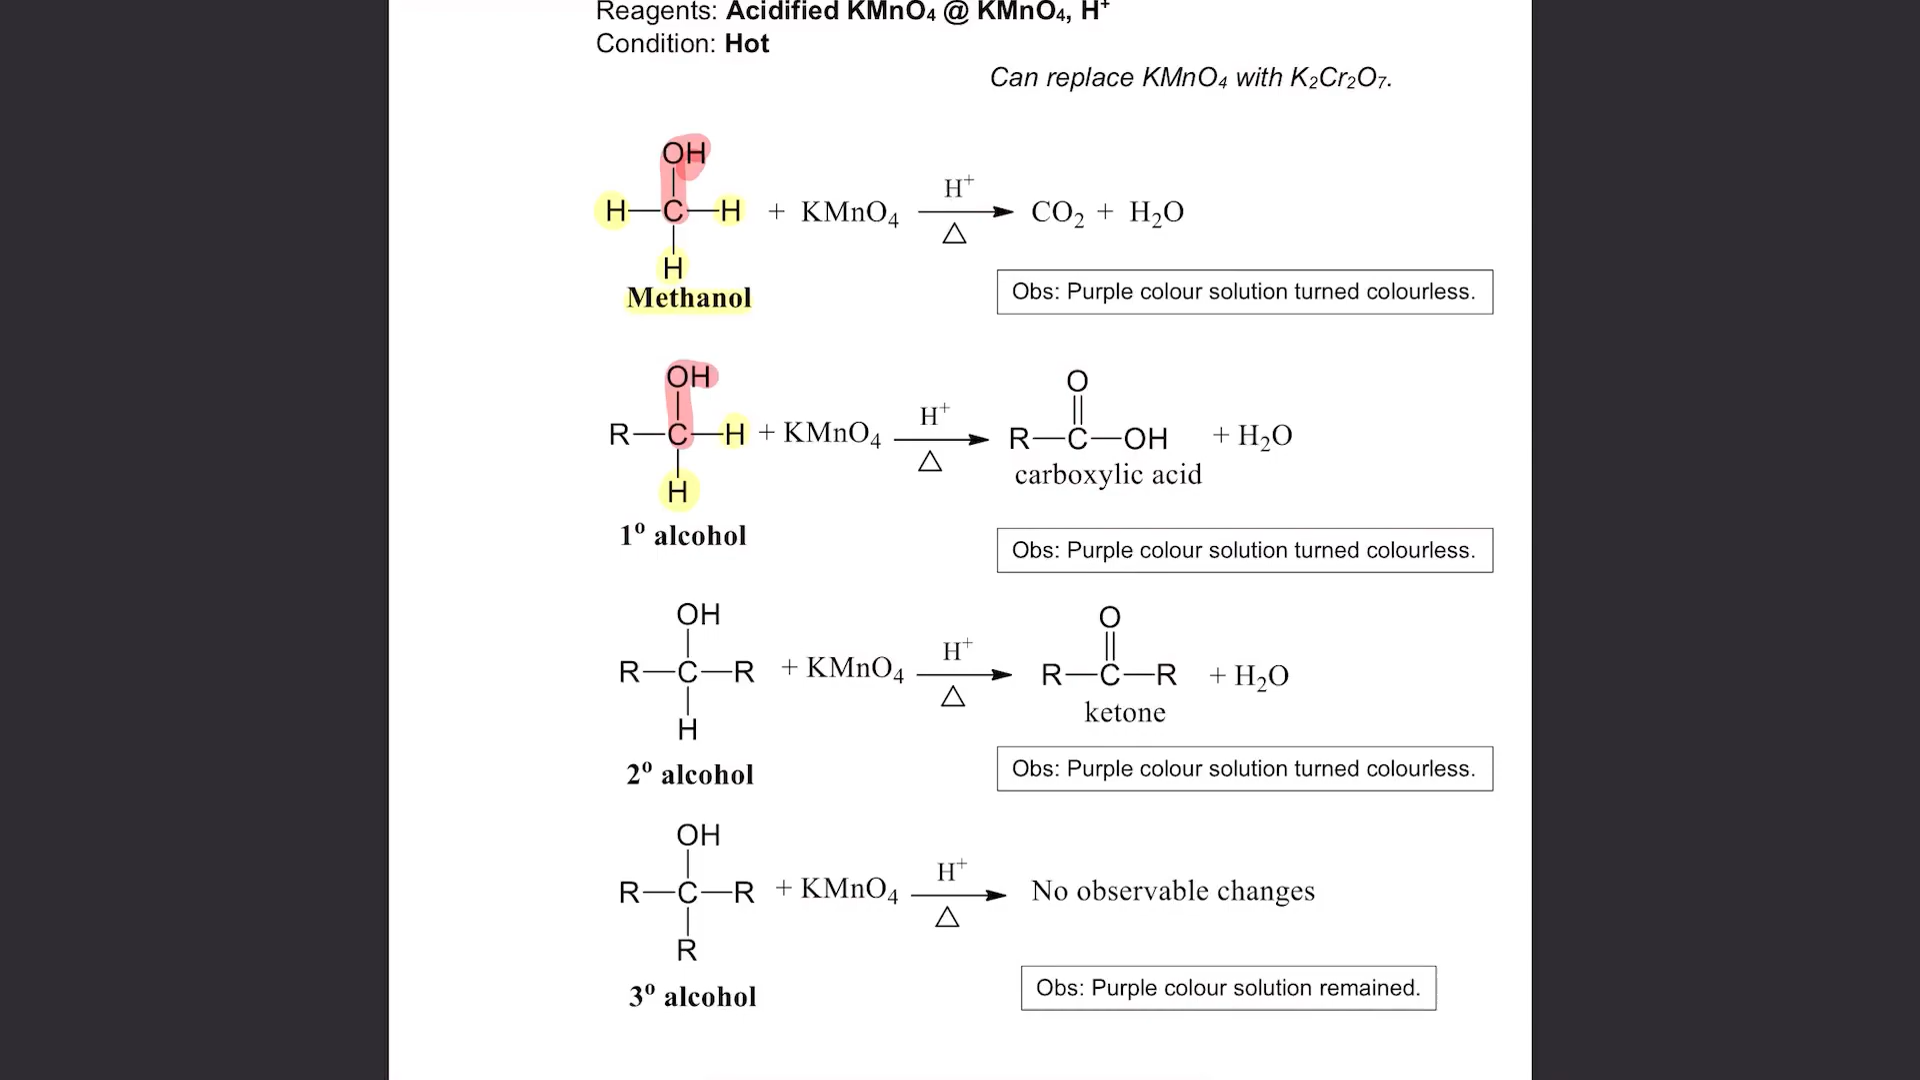 Reagents: Acidified KMnO₄ @ KMnO₄, H⁺
Condition: Hot
Can replace KMnO₄ with K₂Cr₂O₇.
OH
H—C—H + KMnO₄ H⁺ △ CO₂ + H₂O
H
Methanol
Obs: Purple colour solution turned colourless.
OH O
R—C—H + KMnO₄ H⁺ △ R—C—OH + H₂O
carboxylic acid
H
1⁰ alcohol
Obs: Purple colour solution turned colourless.
OH O
R—C—R + KMnO₄ H⁺ △ R—C—R + H₂O
ketone
H
2⁰ alcohol
Obs: Purple colour solution turned colourless.
OH
R—C—R + KMnO₄ H⁺ △ No observable changes
R
3⁰ alcohol
Obs: Purple colour solution remained.